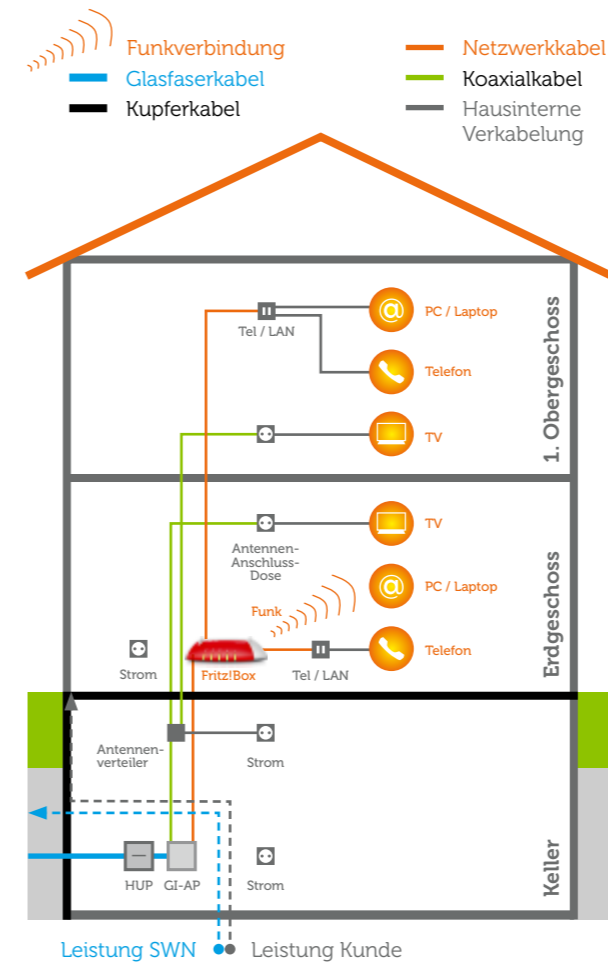 Funkverbindung
Glasfaserkabel
Kupferkabel
Netzwerkkabel
Koaxialkabel
Hausinterne
Verkabelung
Tel / LAN
PC / Laptop
Telefon
TV
1. Obergeschoss
Antennen-
Anschluss-
Dose
TV
PC / Laptop
Funk
Telefon
Strom
Fritz!Box
Tel / LAN
Erdgeschoss
Antennen-
verteiler
Strom
HUP
GI-AP
Strom
Keller
Leistung SWN
Leistung Kunde